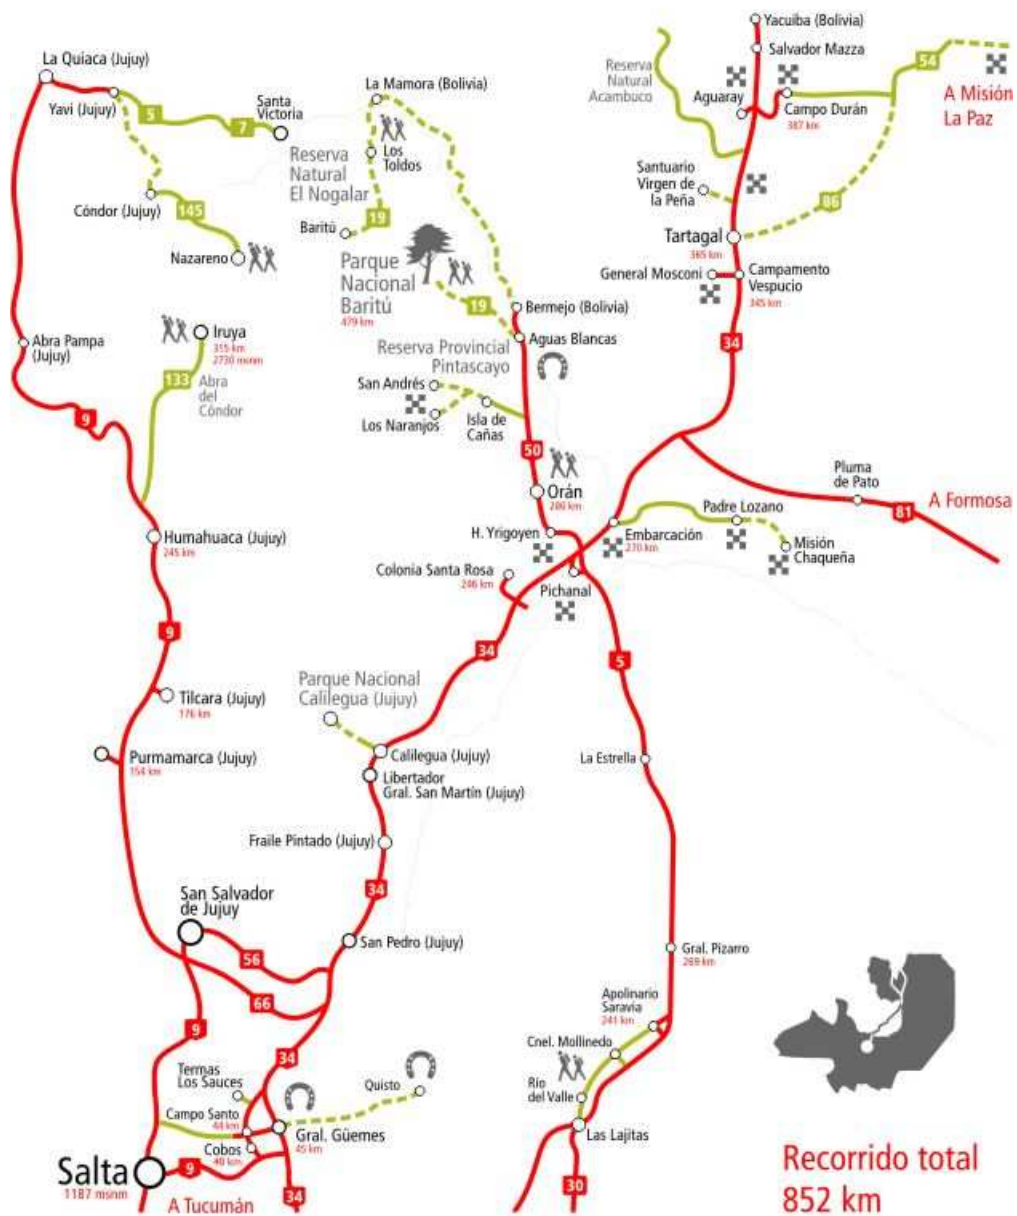 Yacuiba (Bolivia)
Salvador Mazza
54
Reserva
Natural
Acambuco
Aguaray
Campo Durán
387 km
A Misión
La Paz
La Quiaca (Jujuy)
Yavi (Jujuy)
5
7
Santa
Victoria
La Mamora (Bolivia)
Los
Toldos
Reserva
Natural
El Nogalar
Santuario
Virgen de
la Peña
86
Cóndor (Jujuy)
145
Nazareno
Baritú
19
Parque
Nacional
Baritú
479 km
19
Tartagal
365 km
General Mosconi
Campamento
Vespucio
345 km
Bermejo (Bolivia)
Aguas Blancas
34
Abra Pampa
(Jujuy)
Iruya
315 km
2730 msnm
133
Abra
del
Cóndor
Reserva Provincial
Pintascayo
San Andrés
Los Naranjos
Isla de
Cañas
9
50
Orán
Pluma
de Pato
A Formosa
81
Humahuaca (Jujuy)
245 km
H. Yrigoyen
Embarcación
270 km
Padre Lozano
Misión
Chaqueña
Colonia Santa Rosa
246 km
Pichanal
9
34
5
Tilcara (Jujuy)
176 km
Parque Nacional
Calilegua (Jujuy)
Purmamarca (Jujuy)
Calilegua (Jujuy)
Libertador
Gral. San Martín (Jujuy)
La Estrella
Fraile Pintado (Jujuy)
34
San Salvador
de Jujuy
56
San Pedro (Jujuy)
66
9
34
Gral. Pizarro
269 km
Apolinario
Saravia
241 km
Cnel. Mollinedo
Río
del Valle
Las Lajitas
30
Termas
Los Sauces
Quisto
Campo Santo
Gral. Güemes
45 km
Cobos
40 km
Salta
1187 msnm
9
A Tucumán
34
Recorrido total
852 km